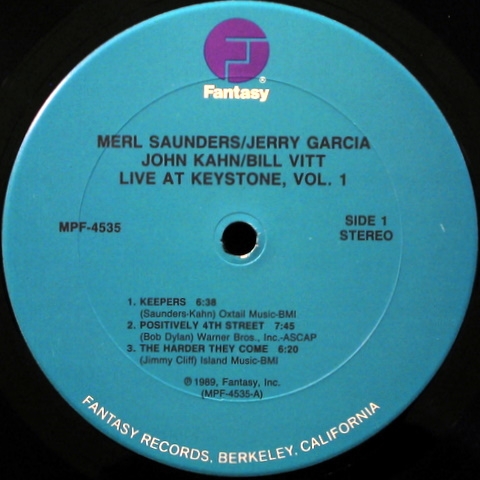 Fantasy®
MERL SAUNDERS/JERRY GARCIA
JOHN KAHN/BILL VITT
LIVE AT KEYSTONE, VOL. 1
MPF-4535
SIDE 1
STEREO
1. KEEPERS 6:38
(Saunders-Kahn) Oxtail Music-BMI
2. POSITIVELY 4TH STREET 7:45
(Bob Dylan) Warner Bros., Inc.-ASCAP
3. THE HARDER THEY COME 6:20
(Jimmy Cliff) Island Music-BMI
℗ 1989, Fantasy, Inc.
(MPF-4535-A)
FANTASY RECORDS, BERKELEY, CALIFORNIA